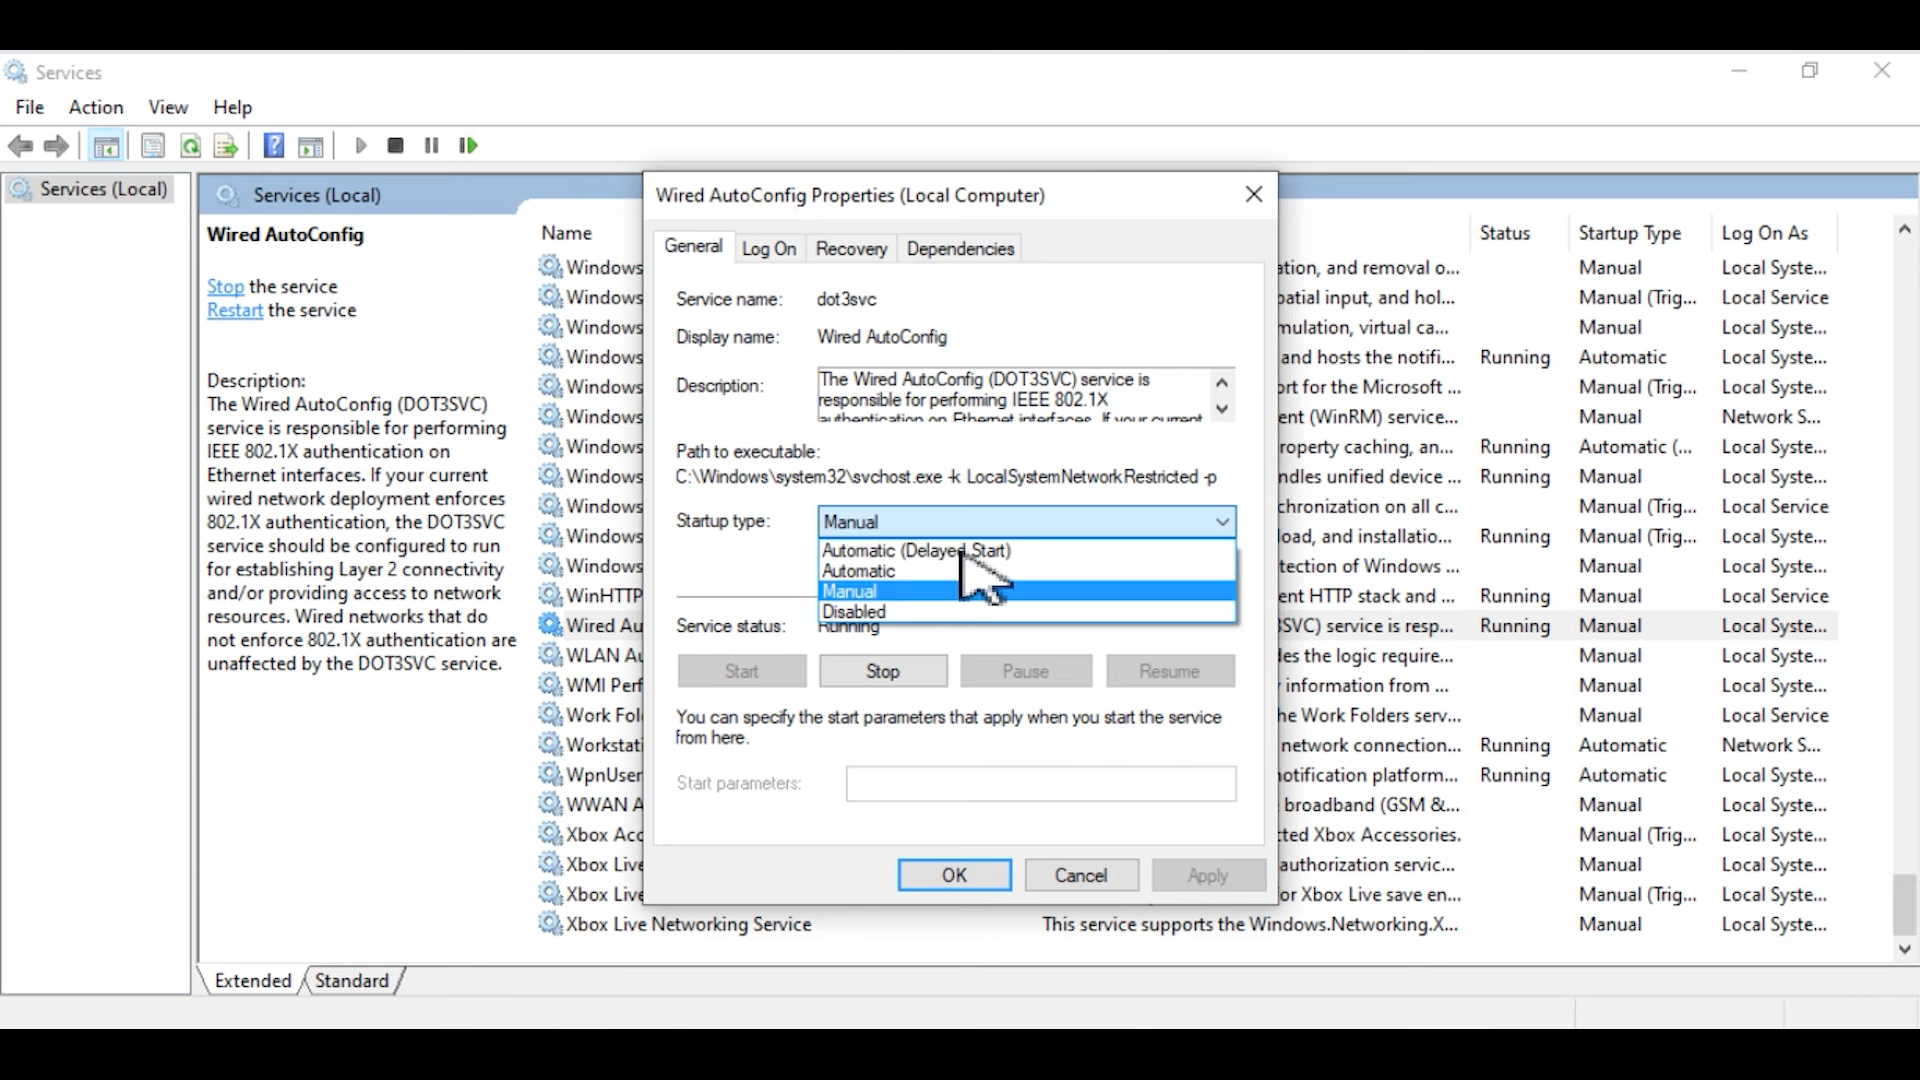 Services
File Action View Help
Services (Local)
Services (Local)
Wired AutoConfig
Stop the service
Restart the service
Description:
The Wired AutoConfig (DOT3SVC)
service is responsible for performing
IEEE 802.1X authentication on
Ethernet interfaces. If your current
wired network deployment enforces
802.1X authentication, the DOT3SVC
service should be configured to run
for establishing Layer 2 connectivity
and/or providing access to network
resources. Wired networks that do
not enforce 802.1X authentication are
unaffected by the DOT3SVC service.
Name Status Startup Type Log On As
Windows ation, and removal o... Manual Local Syste...
Windows patial input, and hol... Manual (Trig... Local Service
Windows mulation, virtual ca... Manual Local Syste...
Windows and hosts the notifi... Running Automatic Local Syste...
Windows ort for the Microsoft ... Manual (Trig... Local Syste...
Windows ent (WinRM) service... Manual Network S...
Windows roperty caching, an... Running Automatic (... Local Syste...
Windows ndles unified device ... Running Manual Local Syste...
Windows chronization on all c... Manual Local Service
Windows load, and installatio... Running Manual (Trig... Local Syste...
Windows tection of Windows ... Manual Local Syste...
WinHTTP ent HTTP stack and ... Running Manual Local Service
Wired Au 3SVC) service is resp... Running Manual Local Syste...
WLAN Au des the logic require... Manual Local Syste...
WMI Perf information from ... Manual Local Syste...
Work Fol he Work Folders serv... Manual Local Service
Workstati network connection... Running Automatic Network S...
WpnUser notification platform... Running Automatic Local Syste...
WWAN A broadband (GSM &... Manual Local Syste...
Xbox Acc cted Xbox Accessories. Manual (Trig... Local Syste...
Xbox Live authorization servic... Manual Local Syste...
Xbox Live or Xbox Live save en... Manual (Trig... Local Syste...
Xbox Live Networking Service This service supports the Windows.Networking.X... Manual Local Syste...
Extended Standard
Wired AutoConfig Properties (Local Computer)
General Log On Recovery Dependencies
Service name: dot3svc
Display name: Wired AutoConfig
Description: The Wired AutoConfig (DOT3SVC) service is
responsible for performing IEEE 802.1X
authentication on Ethernet interfaces. If your current
Path to executable:
C:\Windows\system32\svchost.exe -k LocalSystemNetworkRestricted -p
Startup type: Manual
Automatic (Delayed Start)
Automatic
Manual
Disabled
Service status: Running
Start Stop Pause Resume
You can specify the start parameters that apply when you start the service
from here.
Start parameters:
OK Cancel Apply